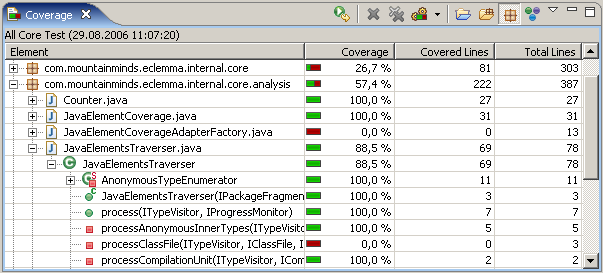 Coverage
All Core Test (29.08.2006 11:07:20)
Element Coverage Covered Lines Total Lines
com.mountainminds.eclemma.internal.core 26,7 % 81 303
com.mountainminds.eclemma.internal.core.analysis 57,4 % 222 387
Counter.java 100,0 % 27 27
JavaElementCoverage.java 100,0 % 31 31
JavaElementCoverageAdapterFactory.java 0,0 % 0 13
JavaElementsTraverser.java 88,5 % 69 78
JavaElementsTraverser 88,5 % 69 78
AnonymousTypeEnumerator 100,0 % 11 11
JavaElementsTraverser(IPackageFragmen 100,0 % 3 3
process(ITypeVisitor, IProgressMonitor) 100,0 % 7 7
processAnonymousInnerTypes(ITypeVisito 100,0 % 5 5
processClassFile(ITypeVisitor, IClassFile, I 0,0 % 0 3
processCompilationUnit(ITypeVisitor, ICom 100,0 % 2 2